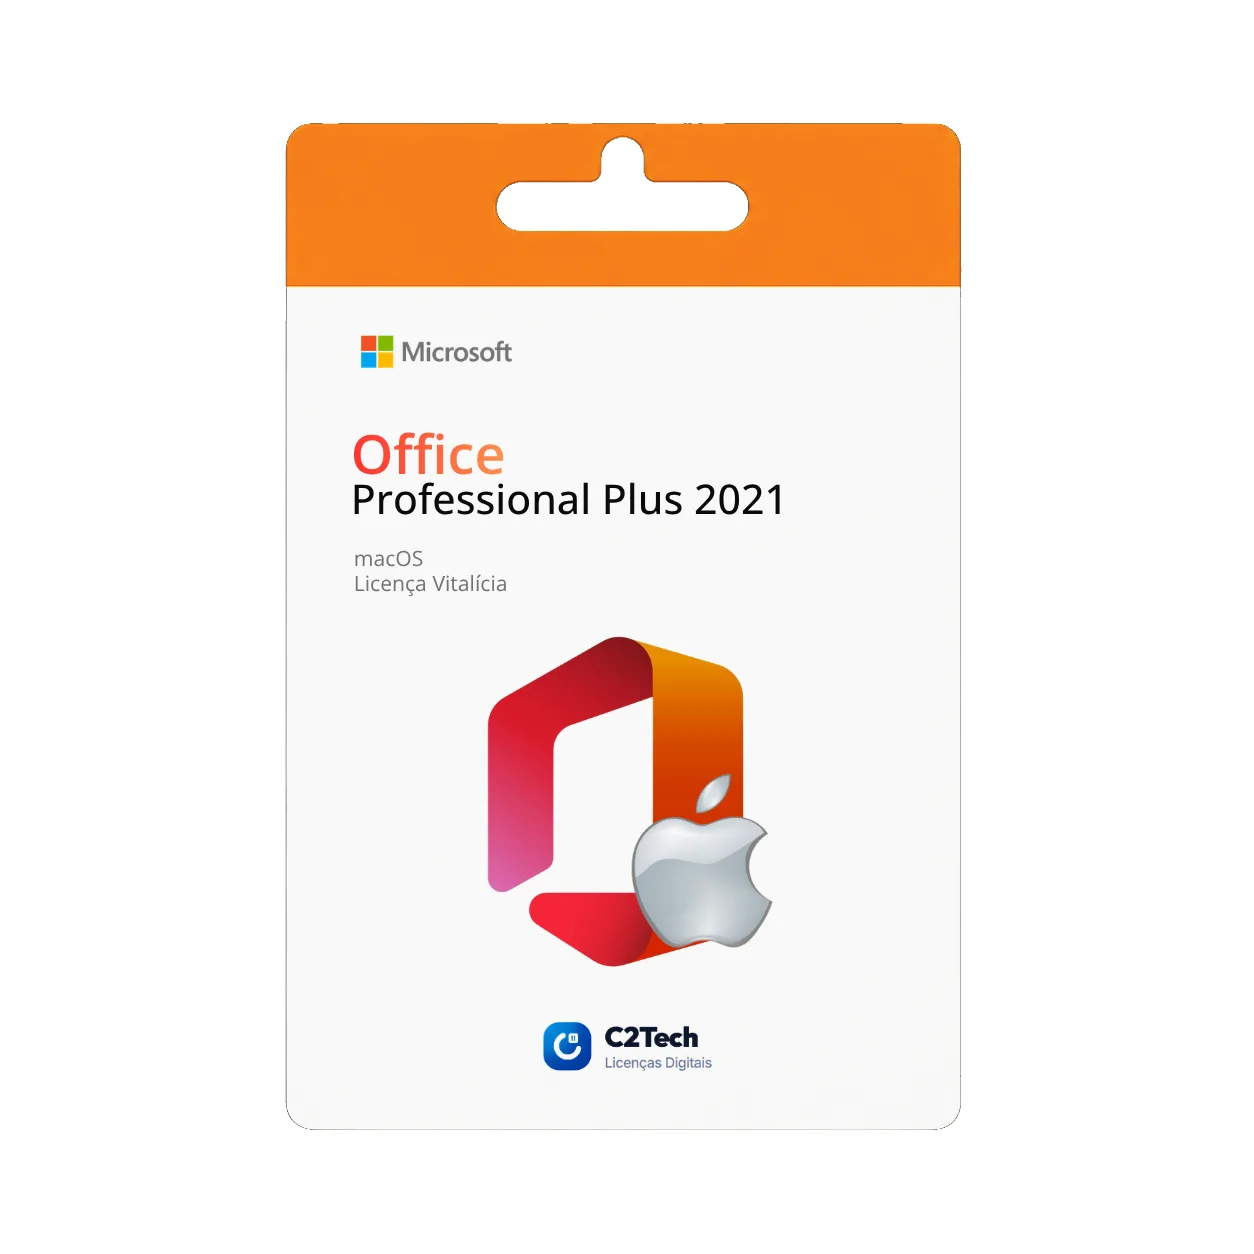 Microsoft
Office
Professional Plus 2021
macOS
Licença Vitalícia
C2Tech
Licenças Digitais